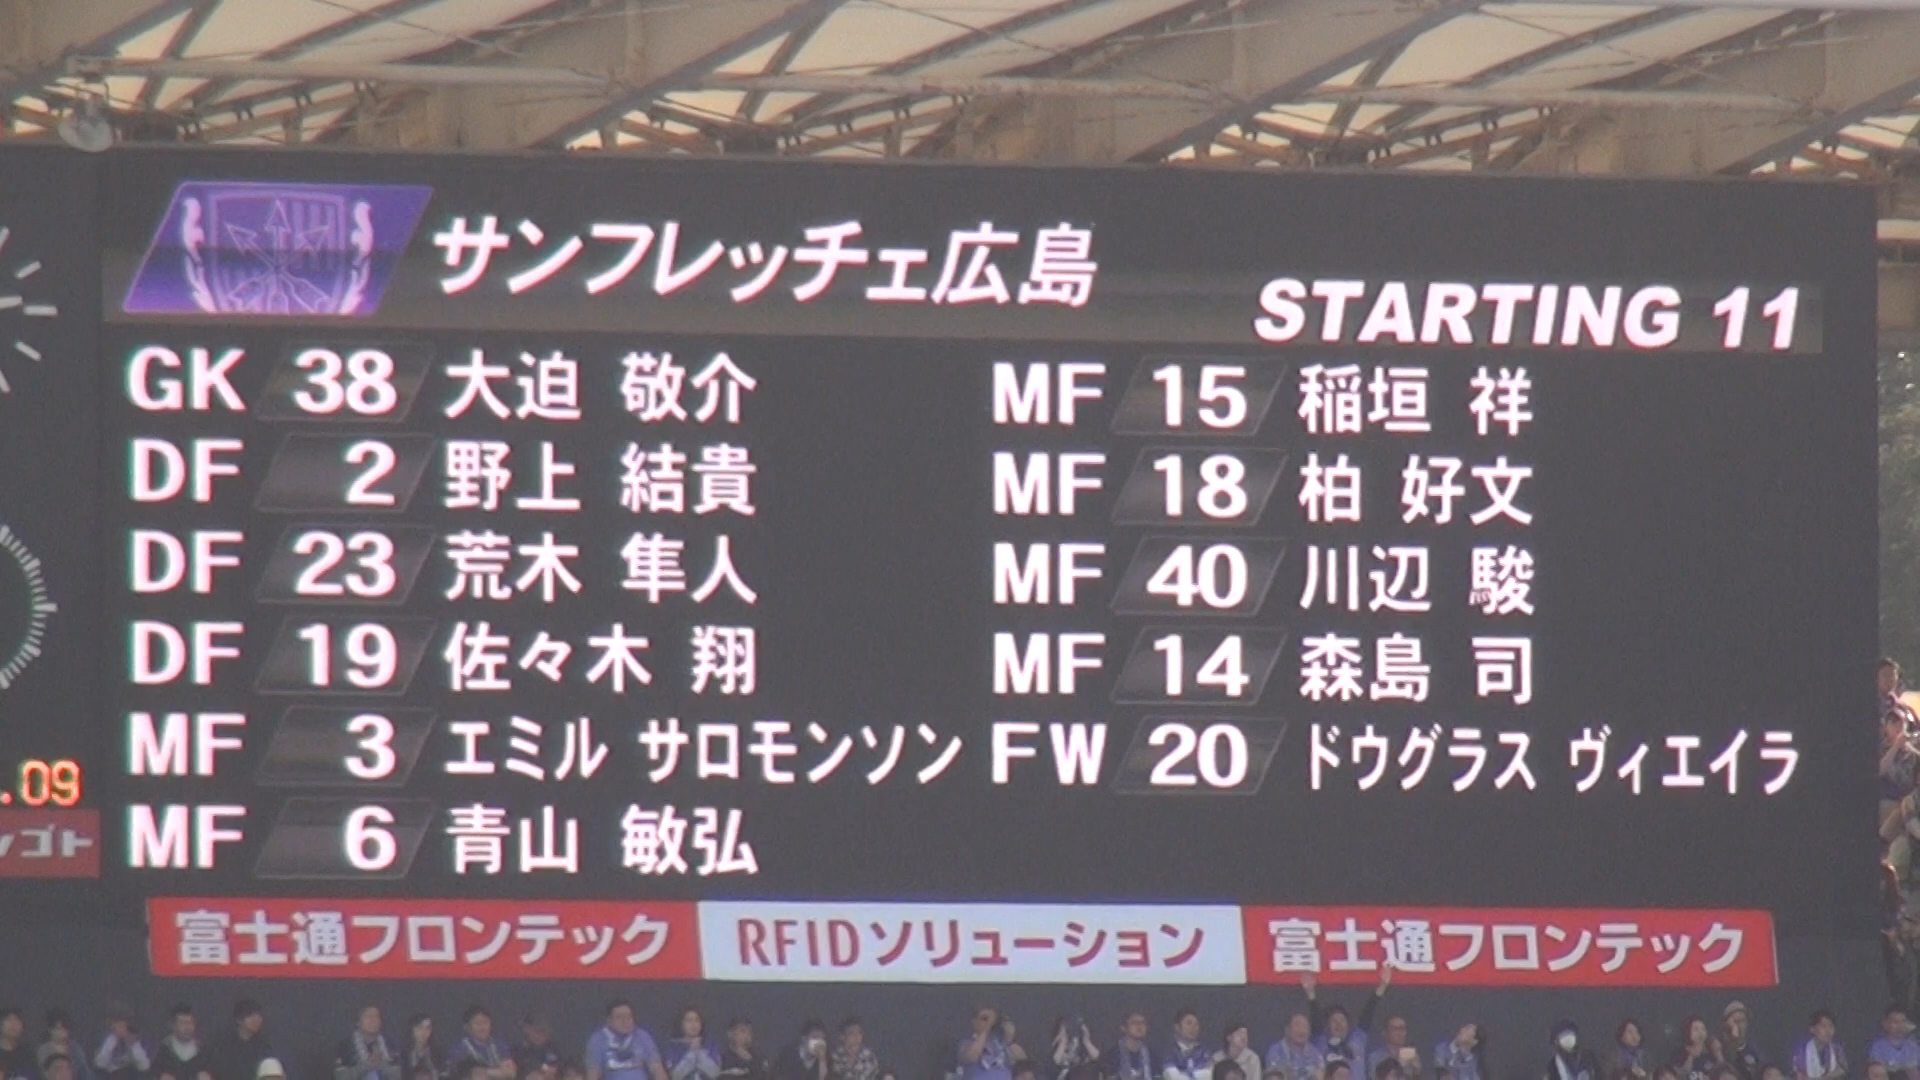 サンフレッチェ広島
STARTING 11
GK 38 大迫 敬介
DF 2 野上 結貴
DF 23 荒木 隼人
DF 19 佐々木 翔
MF 3 エミル サロモンソン
MF 6 青山 敏弘
MF 15 稲垣 祥
MF 18 柏 好文
MF 40 川辺 駿
MF 14 森島 司
FW 20 ドウグラス ヴィエイラ
.09
富士通フロンテック RFIDソリューション 富士通フロンテック